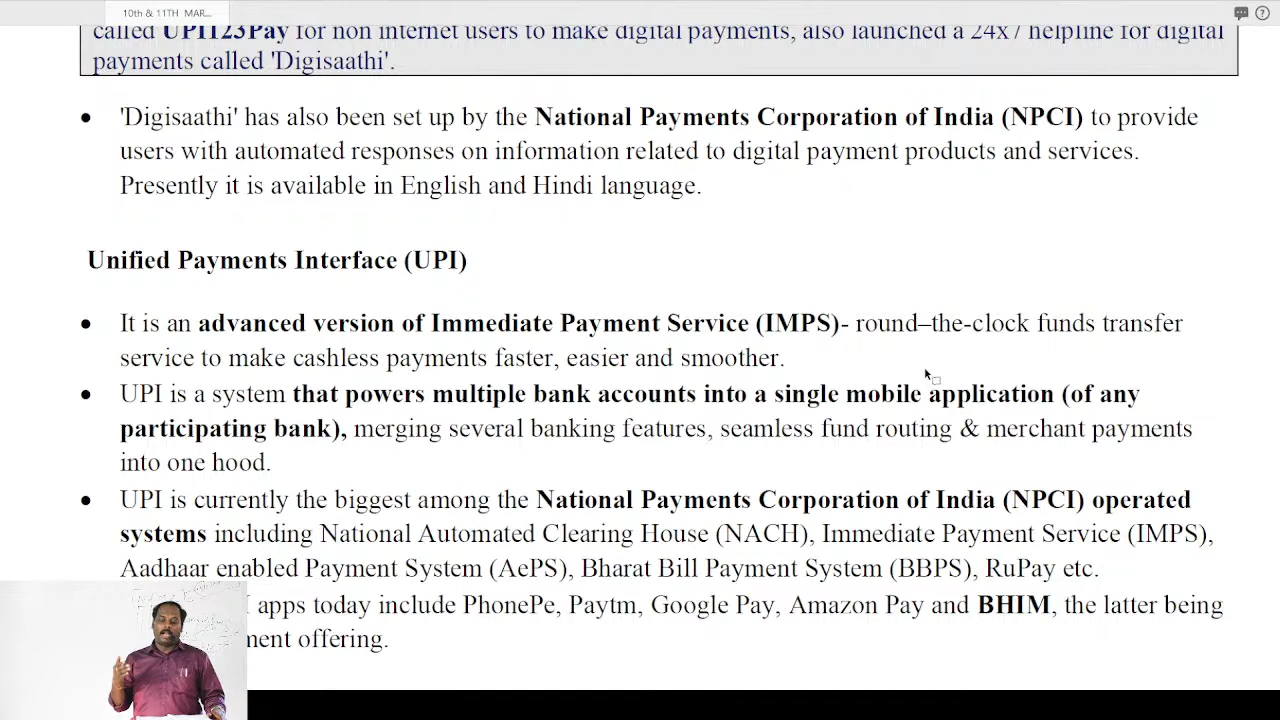 10th & 11TH MAR...
called UPI123Pay for non internet users to make digital payments, also launched a 24x7 helpline for digital
payments called 'Digisaathi'.
• 'Digisaathi' has also been set up by the National Payments Corporation of India (NPCI) to provide
users with automated responses on information related to digital payment products and services.
Presently it is available in English and Hindi language.
Unified Payments Interface (UPI)
• It is an advanced version of Immediate Payment Service (IMPS)- round–the-clock funds transfer
service to make cashless payments faster, easier and smoother.
• UPI is a system that powers multiple bank accounts into a single mobile application (of any
participating bank), merging several banking features, seamless fund routing & merchant payments
into one hood.
• UPI is currently the biggest among the National Payments Corporation of India (NPCI) operated
systems including National Automated Clearing House (NACH), Immediate Payment Service (IMPS),
Aadhaar enabled Payment System (AePS), Bharat Bill Payment System (BBPS), RuPay etc.
apps today include PhonePe, Paytm, Google Pay, Amazon Pay and BHIM, the latter being
ment offering.